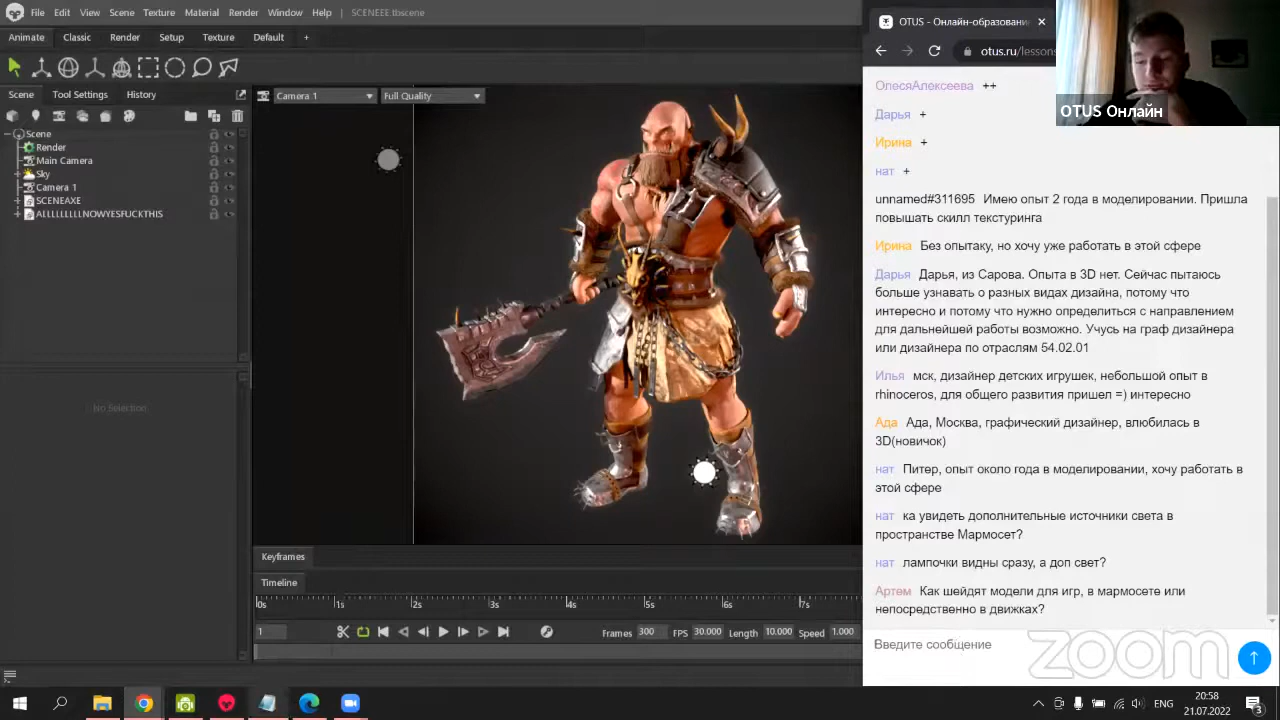 File Edit View Scene Texture Material Capture Render Window Help SCENEEE.tbscene
Animate Classic Render Setup Texture Default +
Scene Tool Settings History
Camera 1 Full Quality
Scene
Render
Main Camera
Sky
Camera 1
SCENEAXE
ALLLLLLLLLNOWYESFUCKTHIS
No Selection
Keyframes
Timeline
0s 1s 2s 3s 4s 5s 6s 7s
1 Frames 300 FPS 30.000 Length 10.000 Speed 1.000
OTUS - Онлайн-образование
otus.ru/lessons
OTUS Онлайн
ОлесяАлексеева ++
Дарья +
Ирина +
нат +
unnamed#311695 Имею опыт 2 года в моделировании. Пришла
повышать скилл текстуринга
Ирина Без опытаку, но хочу уже работать в этой сфере
Дарья Дарья, из Сарова. Опыта в 3D нет. Сейчас пытаюсь
больше узнавать о разных видах дизайна, потому что
интересно и потому что нужно определиться с направлением
для дальнейшей работы возможно. Учусь на граф дизайнера
или дизайнера по отраслям 54.02.01
Илья мск, дизайнер детских игрушек, небольшой опыт в
rhinoceros, для общего развития пришел =) интересно
Ада Ада, Москва, графический дизайнер, влюбилась в
3D(новичок)
нат Питер, опыт около года в моделировании, хочу работать в
этой сфере
нат ка увидеть дополнительные источники света в
пространстве Мармосет?
нат лампочки видны сразу, а доп свет?
Артем Как шейдят модели для игр, в мармосете или
непосредственно в движках?
Введите сообщение
zoom
ENG
20:58
21.07.2022
3